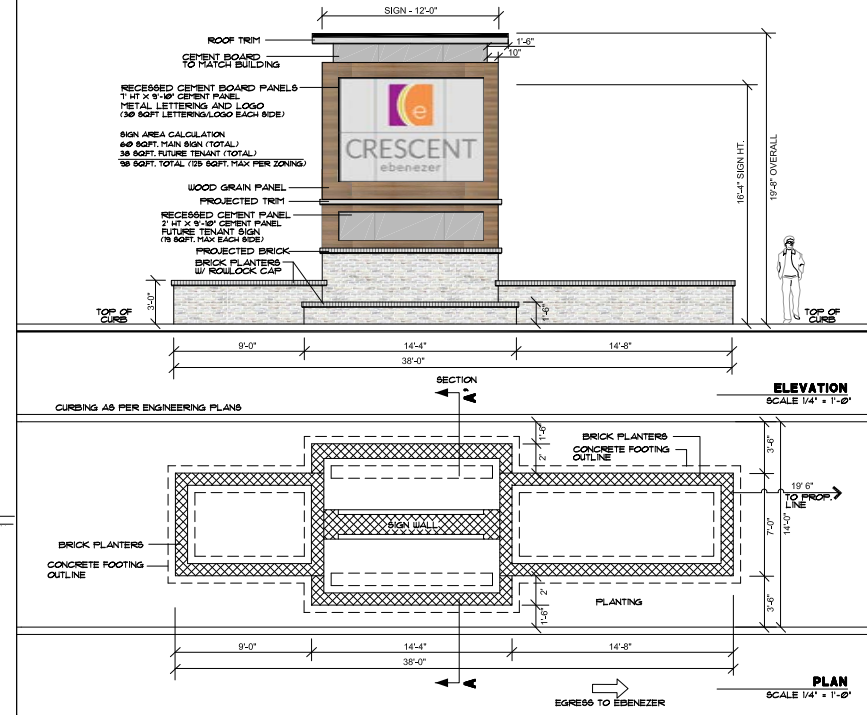 SIGN - 12'-0"
ROOF TRIM
1'-6"
CEMENT BOARD
TO MATCH BUILDING
10"
RECESSED CEMENT BOARD PANELS
7' HT X 9'-10" CEMENT PANEL
METAL LETTERING AND LOGO
(30 SQFT LETTERING/LOGO EACH SIDE)
SIGN AREA CALCULATION
60 SQFT. MAIN SIGN (TOTAL)
38 SQFT. FUTURE TENANT (TOTAL)
98 SQFT. TOTAL (125 SQFT. MAX PER ZONING)
e
CRESCENT
ebenezer
16'-4" SIGN HT.
19'-8" OVERALL
WOOD GRAIN PANEL
PROJECTED TRIM
RECESSED CEMENT PANEL
2' HT X 9'-10" CEMENT PANEL
FUTURE TENANT SIGN
(19 SQFT. MAX EACH SIDE)
PROJECTED BRICK
BRICK PLANTERS
W/ ROWLOCK CAP
3'-0"
1'-6"
TOP OF
CURB
TOP OF
CURB
9'-0"
14'-4"
14'-8"
38'-0"
SECTION
A'
ELEVATION
SCALE 1/4" = 1'-0"
CURBING AS PER ENGINEERING PLANS
1'-6"
2'
BRICK PLANTERS
CONCRETE FOOTING
OUTLINE
3'-6"
19' 6"
TO PROP.
LINE
SIGN WALL
7'-0"
14'-0"
BRICK PLANTERS
CONCRETE FOOTING
OUTLINE
2'
1'-6"
PLANTING
3'-6"
9'-0"
14'-4"
14'-8"
38'-0"
A
EGRESS TO EBENEZER
PLAN
SCALE 1/4" = 1'-0"